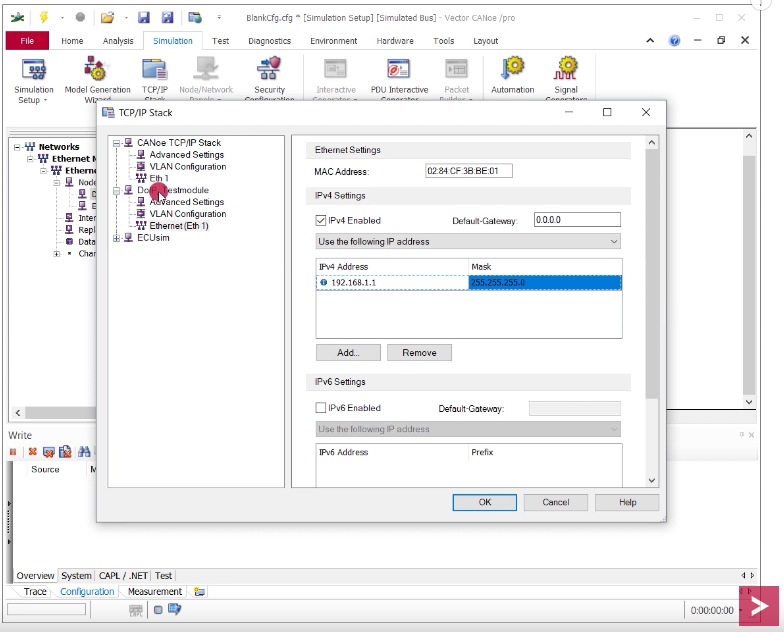 BlankCfg.cfg * [Simulation Setup] [Simulated Bus] - Vector CANoe /pro
File Home Analysis Simulation Test Diagnostics Environment Hardware Tools Layout
Simulation Setup
Model Generation Wizard
TCP/IP Stack
Node/Network Panels
Security Configuration
Interactive Generator
PDU Interactive Generator
Packet Builder
Automation
Signal Generators
Networks
Ethernet N
Ethern
Node
D
E
Inter
Repl
Data
Char
TCP/IP Stack
CANoe TCP/IP Stack
Advanced Settings
VLAN Configuration
Eth 1
Testmodule
Advanced Settings
VLAN Configuration
Ethernet (Eth 1)
ECUsim
Ethernet Settings
MAC Address: 02:84:CF:3B:BE:01
IPv4 Settings
IPv4 Enabled Default-Gateway: 0.0.0.0
Use the following IP address
IPv4 Address Mask
192.168.1.1 255.255.255.0
Add... Remove
IPv6 Settings
IPv6 Enabled Default-Gateway:
Use the following IP address
IPv6 Address Prefix
OK Cancel Help
Write
Source M
Overview System CAPL / .NET Test
Trace Configuration Measurement
0:00:00:00